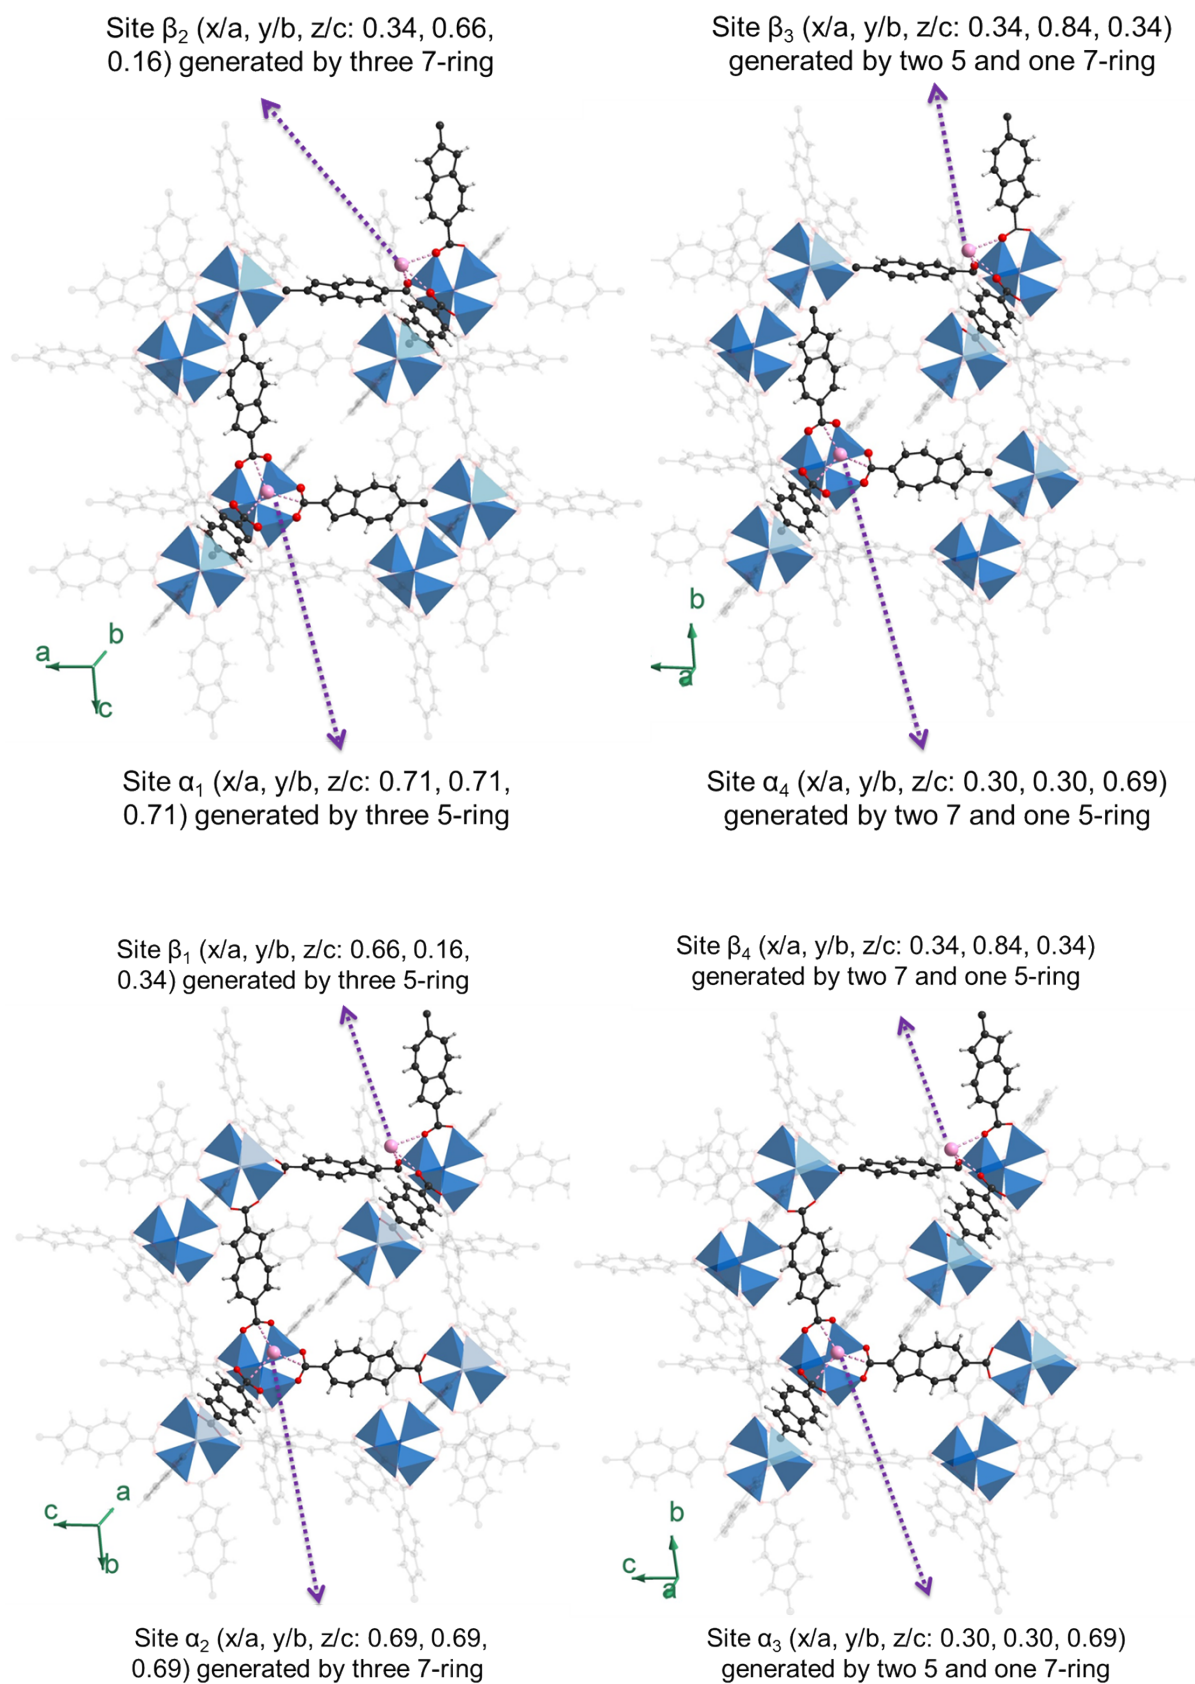 Site β₂ (x/a, y/b, z/c: 0.34, 0.66,
0.16) generated by three 7-ring
Site β₃ (x/a, y/b, z/c: 0.34, 0.84, 0.34)
generated by two 5 and one 7-ring
a
b
c
b
a
Site α₁ (x/a, y/b, z/c: 0.71, 0.71,
0.71) generated by three 5-ring
Site α₄ (x/a, y/b, z/c: 0.30, 0.30, 0.69)
generated by two 7 and one 5-ring
Site β₁ (x/a, y/b, z/c: 0.66, 0.16,
0.34) generated by three 5-ring
Site β₄ (x/a, y/b, z/c: 0.34, 0.84, 0.34)
generated by two 7 and one 5-ring
c
a
b
b
c
a
Site α₂ (x/a, y/b, z/c: 0.69, 0.69,
0.69) generated by three 7-ring
Site α₃ (x/a, y/b, z/c: 0.30, 0.30, 0.69)
generated by two 5 and one 7-ring